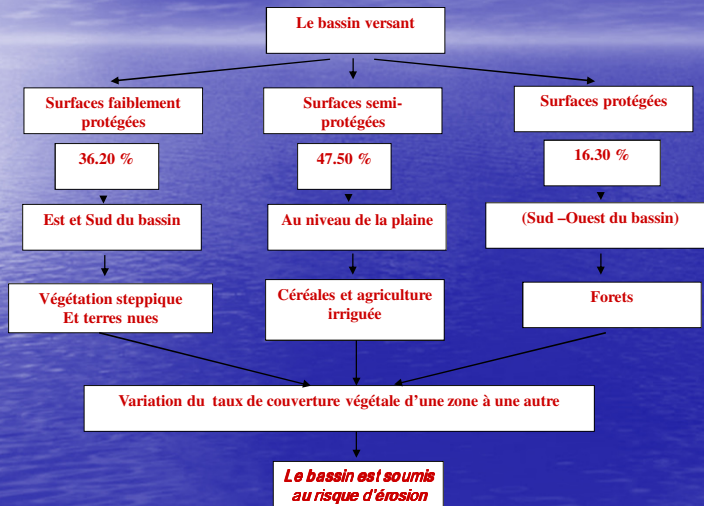 Le bassin versant
Surfaces faiblement
protégées
Surfaces semi-
protégées
Surfaces protégées
36.20 %
47.50 %
16.30 %
Est et Sud du bassin
Au niveau de la plaine
(Sud –Ouest du bassin)
Végétation steppique
Et terres nues
Céréales et agriculture
irriguée
Forets
Variation du taux de couverture végétale d'une zone à une autre
Le bassin est soumis
au risque d'érosion